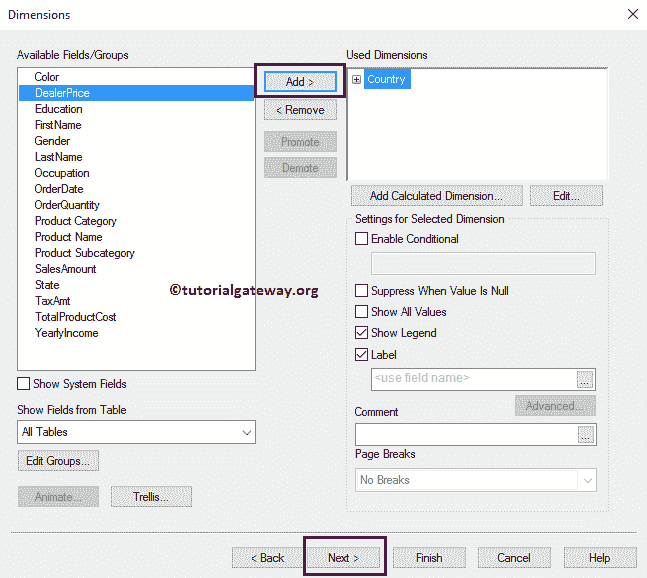 Dimensions
Available Fields/Groups
Color
DealerPrice
Education
FirstName
Gender
LastName
Occupation
OrderDate
OrderQuantity
Product Category
Product Name
Product Subcategory
SalesAmount
State
TaxAmt
TotalProductCost
YearlyIncome
Show System Fields
Show Fields from Table
All Tables
Edit Groups...
Animate...
Trellis...
Add >
< Remove
Promote
Demote
©tutorialgateway.org
Used Dimensions
Country
Add Calculated Dimension...
Edit...
Settings for Selected Dimension
Enable Conditional
Suppress When Value Is Null
Show All Values
Show Legend
Label
<use field name>
...
Advanced...
Comment
...
Page Breaks
No Breaks
< Back
Next >
Finish
Cancel
Help